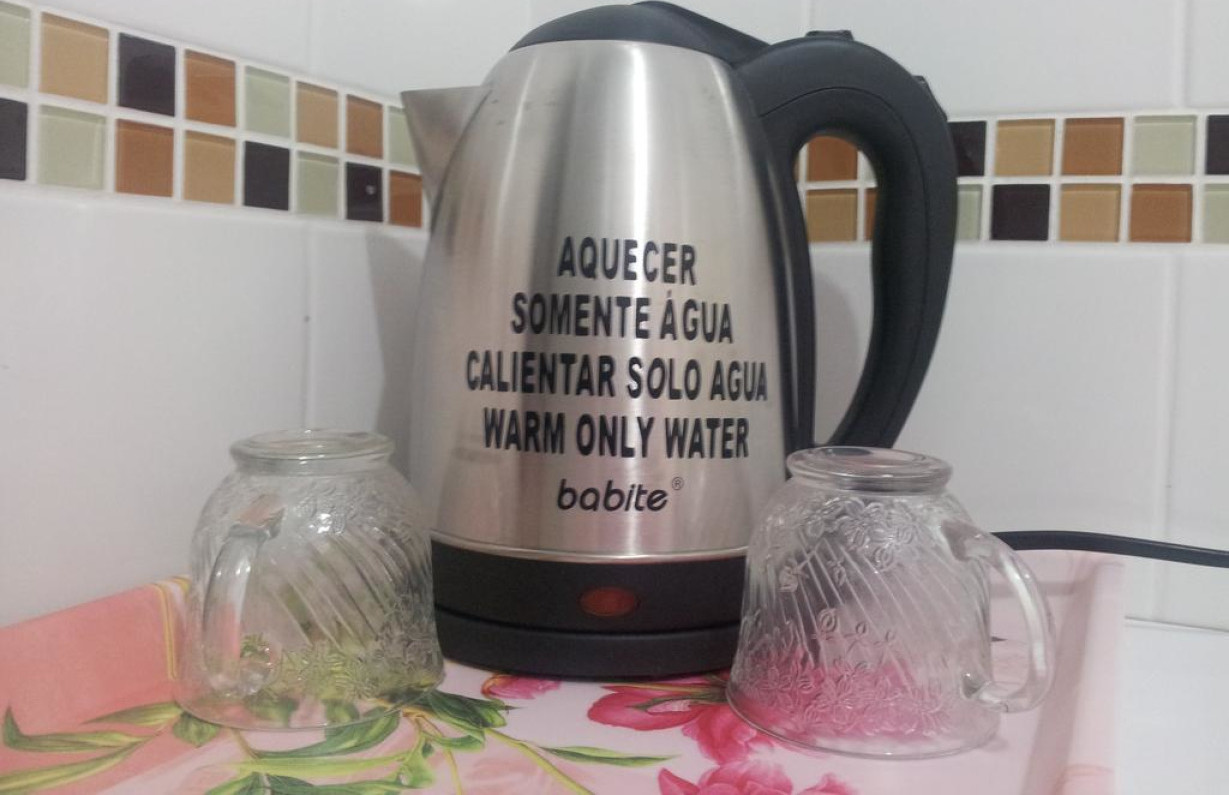 AQUECER
SOMENTE ÁGUA
CALIENTAR SOLO AGUA
WARM ONLY WATER
babite®